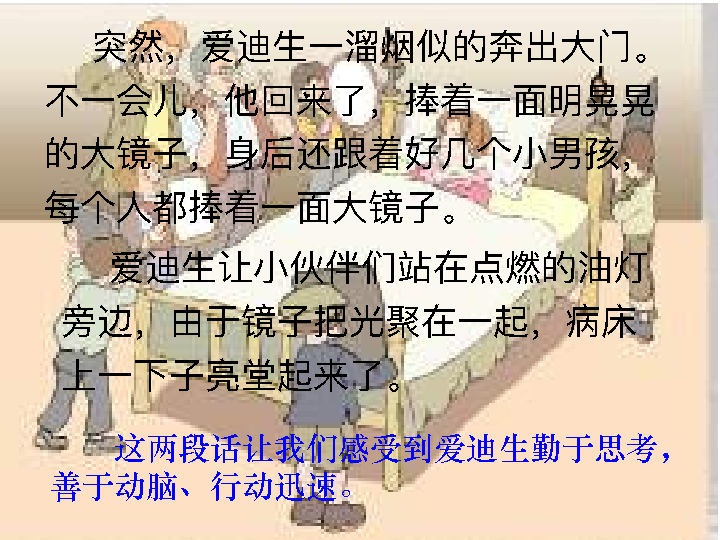 突然，爱迪生一溜烟似的奔出大门。
不一会儿，他回来了，捧着一面明晃晃
的大镜子，身后还跟着好几个小男孩，
每个人都捧着一面大镜子。
爱迪生让小伙伴们站在点燃的油灯
旁边，由于镜子把光聚在一起，病床
上一下子亮堂起来了。
这两段话让我们感受到爱迪生勤于思考，
善于动脑、行动迅速。